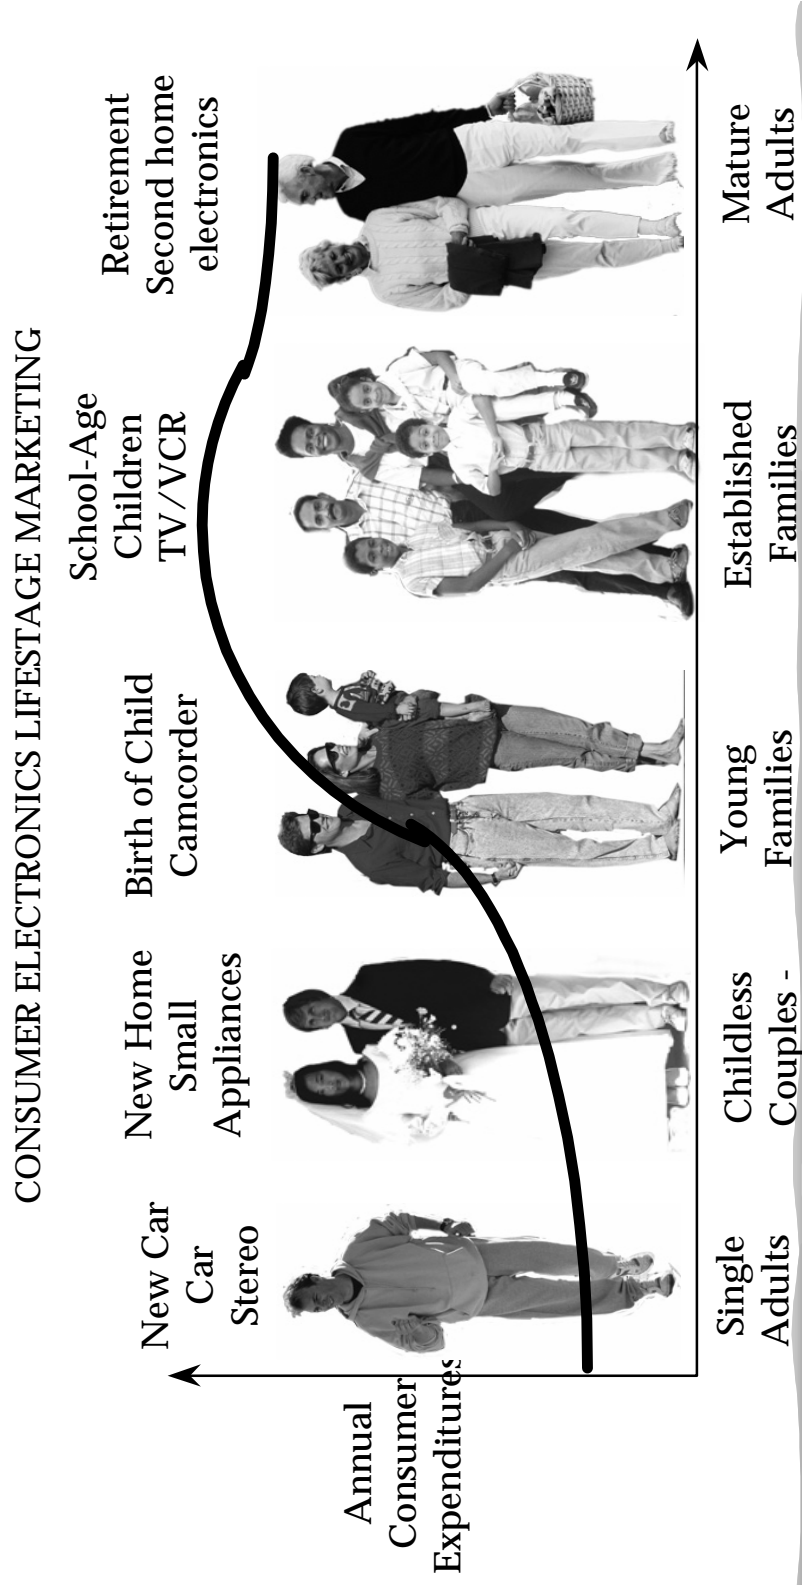 CONSUMER ELECTRONICS LIFESTAGE MARKETING
New Car
Car
Stereo
New Home
Small
Appliances
Birth of Child
Camcorder
School-Age
Children
TV/VCR
Retirement
Second home
electronics
Annual
Consumer
Expenditures
Single
Adults
Childless
Couples -
Young
Families
Established
Families
Mature
Adults